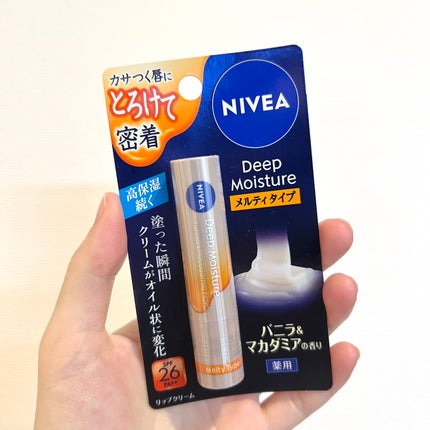 カサつく唇に
とろけて
密着
NIVEA
Deep
Moisture
メルティタイプ
高保湿
続く
塗った瞬間
クリームがオイル状に変化
NIVEA
Deep Moisture
Melty Type
バニラ&
マカダミアの香り
薬用
SPF
26
PA++
リップクリーム